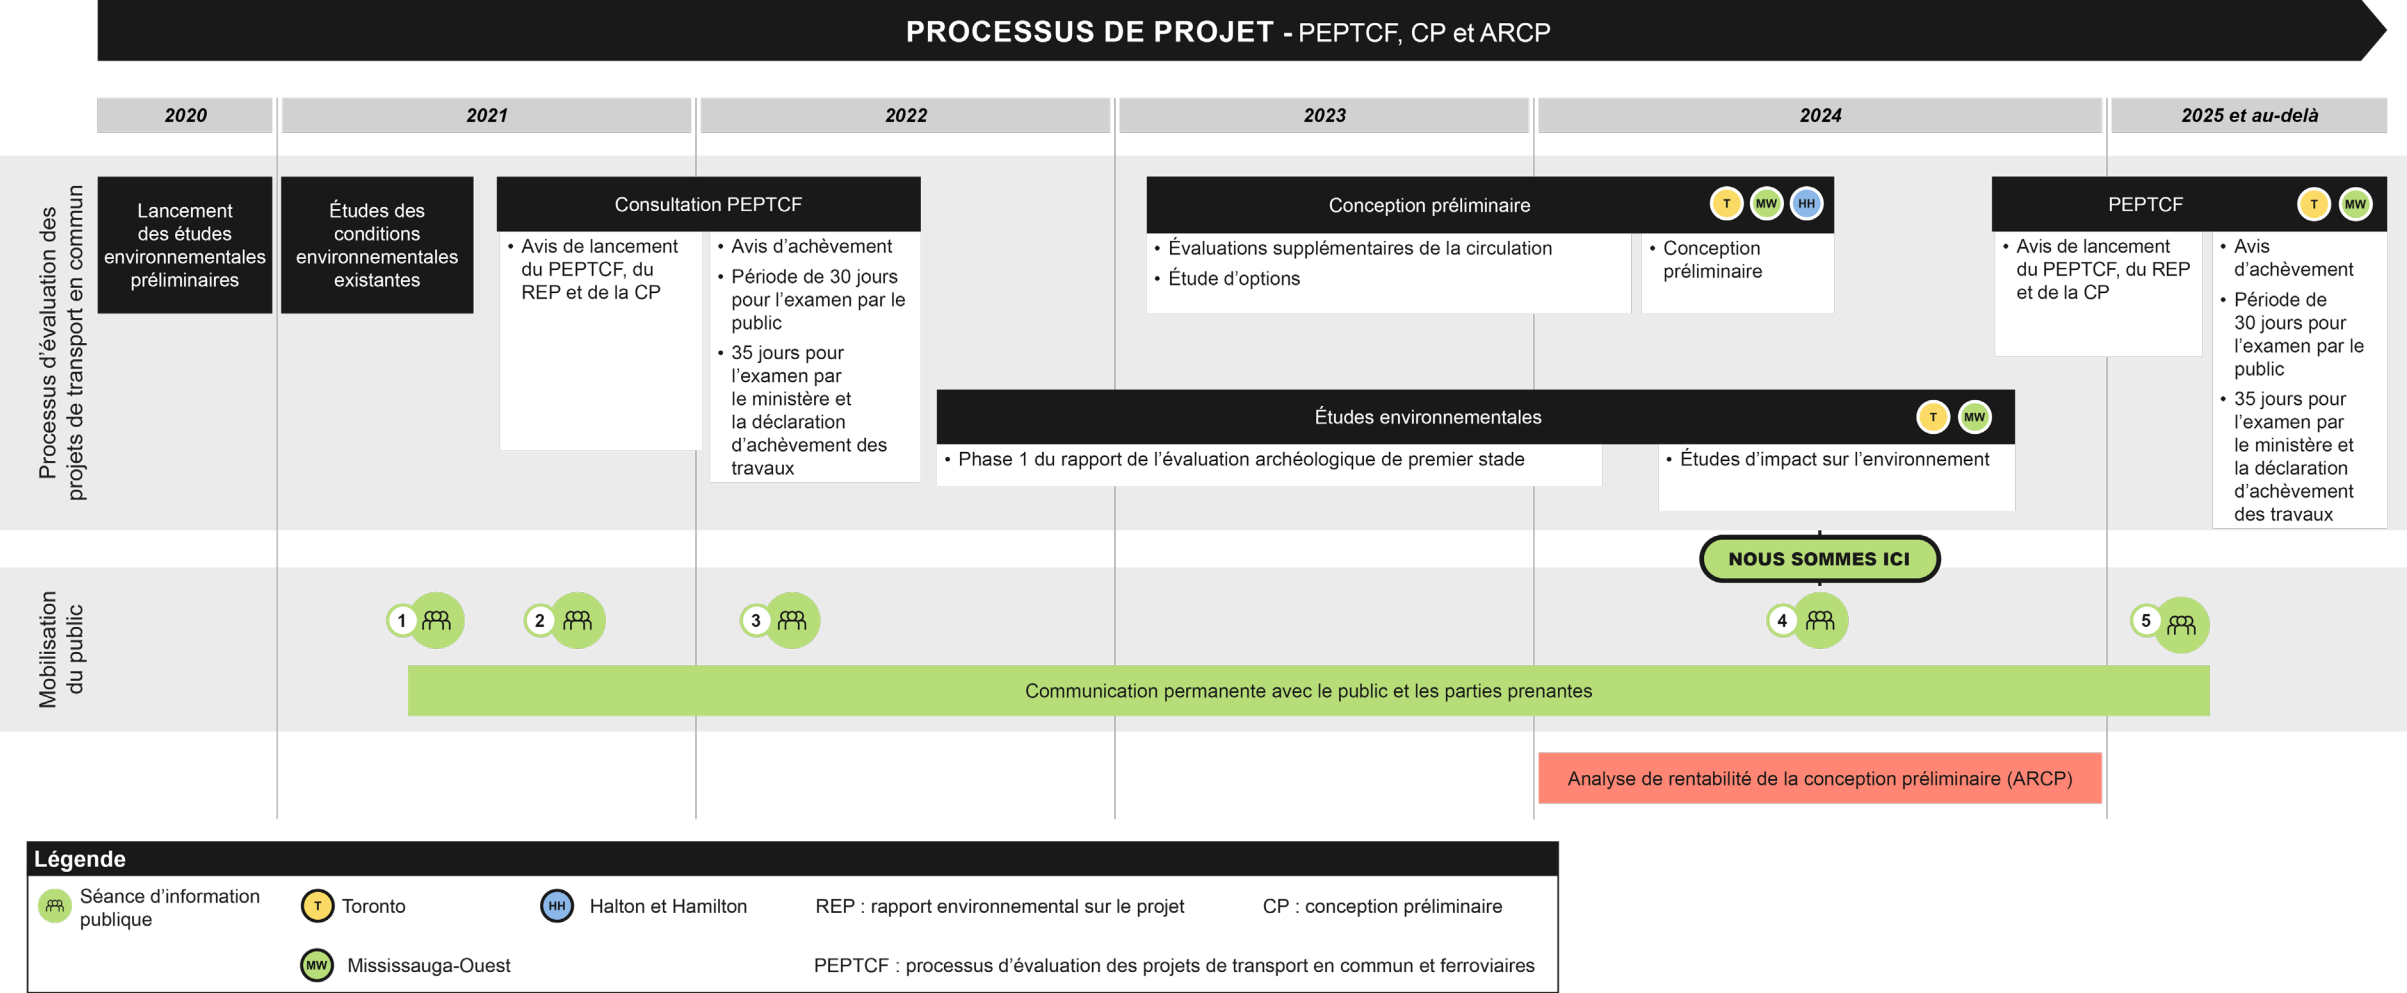 PROCESSUS DE PROJET - PEPTCF, CP et ARCP
2020
2021
2022
2023
2024
2025 et au-delà
Processus d’évaluation des
projets de transport en commun
Lancement
des études
environnementales
préliminaires
Études des
conditions
environnementales
existantes
Consultation PEPTCF
• Avis de lancement
du PEPTCF, du
REP et de la CP
• Avis d’achèvement
• Période de 30 jours
pour l’examen par le
public
• 35 jours pour
l’examen par
le ministère et
la déclaration
d’achèvement des
travaux
Conception préliminaire
T
MW
HH
• Évaluations supplémentaires de la circulation
• Étude d’options
• Conception
préliminaire
Études environnementales
T
MW
• Phase 1 du rapport de l’évaluation archéologique de premier stade
• Études d’impact sur l’environnement
PEPTCF
T
MW
• Avis de lancement
du PEPTCF, du REP
et de la CP
• Avis
d’achèvement
• Période de
30 jours pour
l’examen par le
public
• 35 jours pour
l’examen par
le ministère et
la déclaration
d’achèvement
des travaux
NOUS SOMMES ICI
Mobilisation
du public
1
2
3
4
5
Communication permanente avec le public et les parties prenantes
Analyse de rentabilité de la conception préliminaire (ARCP)
Légende
Séance d’information
publique
T
Toronto
HH
Halton et Hamilton
REP : rapport environnemental sur le projet
CP : conception préliminaire
MW
Mississauga-Ouest
PEPTCF : processus d’évaluation des projets de transport en commun et ferroviaires